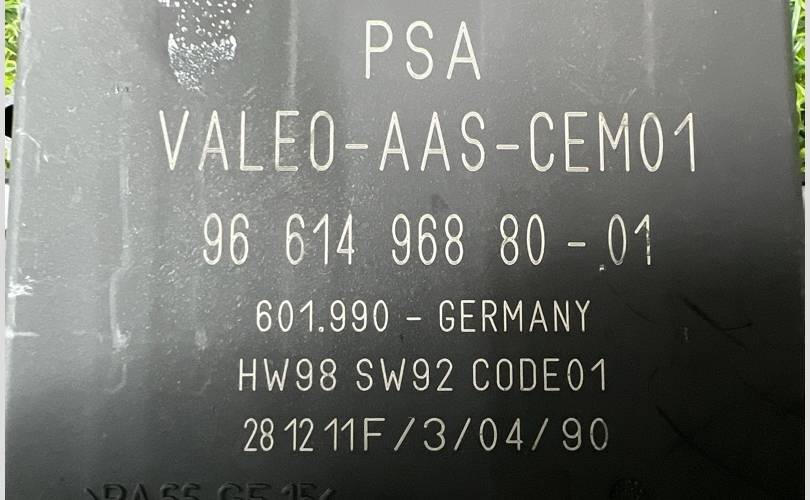 PSA
VALEO-AAS-CEM01
96 614 968 80 - 01
601.990 - GERMANY
HW98 SW92 CODE01
28 12 11F/3/04/90